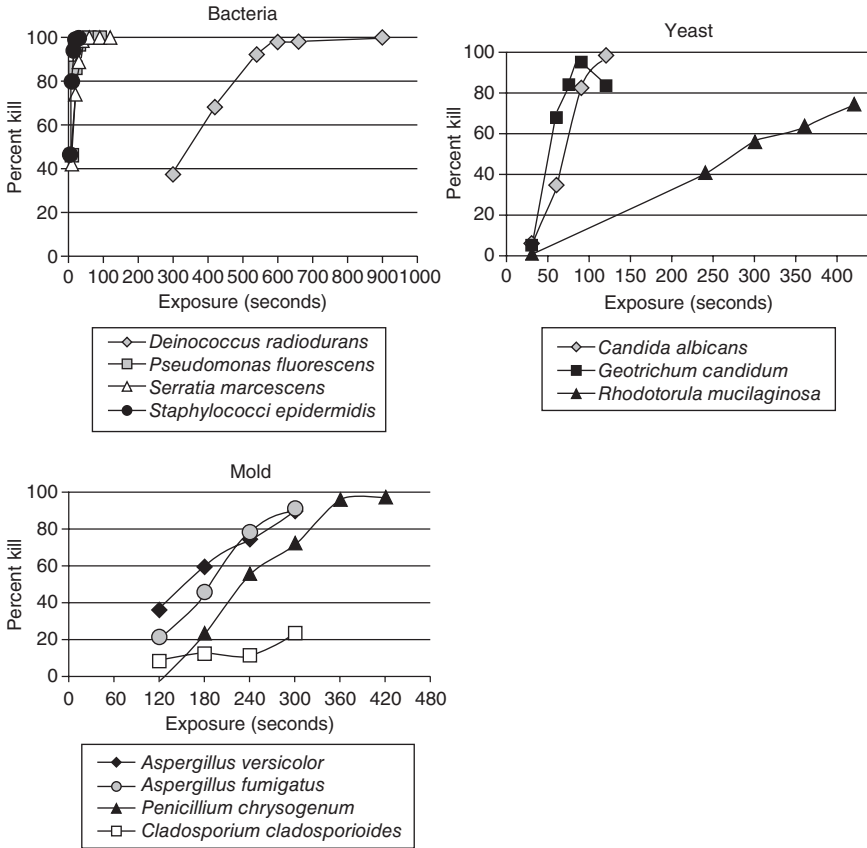 Bacteria
Percent kill
100
80
60
40
20
0
0 100 200 300 400 500 600 700 800 900 1000
Exposure (seconds)
Deinococcus radiodurans
Pseudomonas fluorescens
Serratia marcescens
Staphylococci epidermidis
Yeast
Percent kill
100
80
60
40
20
0
0 50 100 150 200 250 300 350 400
Exposure (seconds)
Candida albicans
Geotrichum candidum
Rhodotorula mucilaginosa
Mold
Percent kill
100
80
60
40
20
0
0 60 120 180 240 300 360 420 480
Exposure (seconds)
Aspergillus versicolor
Aspergillus fumigatus
Penicillium chrysogenum
Cladosporium cladosporioides